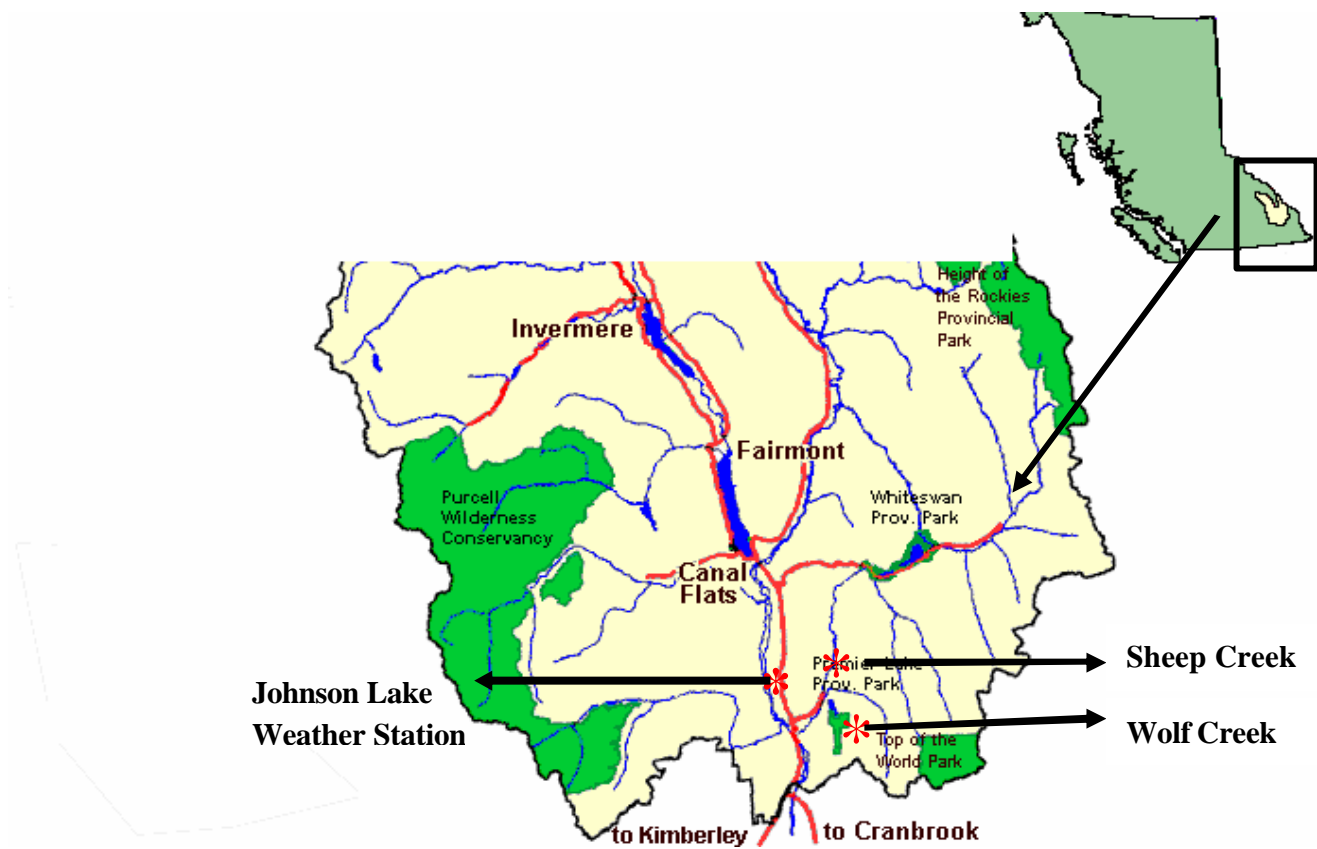 Height of
the Rockies
Provincial
Park
Invermere
Fairmont
Purcell
Wilderness
Conservancy
Whiteswan
Prov. Park
Canal
Flats
Premier Lake
Prov. Park
Sheep Creek
Johnson Lake
Weather Station
Wolf Creek
Top of the
World Park
to Kimberley
to Cranbrook